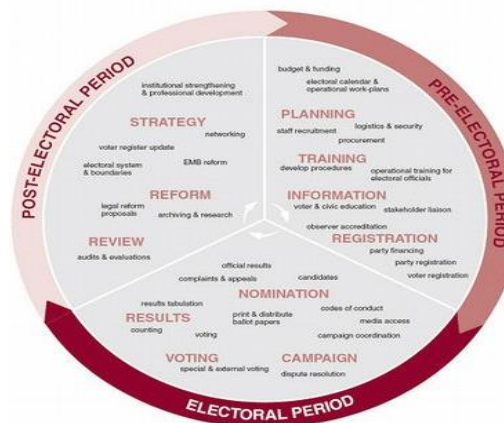 POST-ELECTORAL PERIOD
institutional strengthening
& professional development
STRATEGY
networking
voter register update
electoral system
& boundaries
EMB reform
REFORM
legal reform
proposals
archiving & research
REVIEW
audits & evaluations
PRE-ELECTORAL PERIOD
budget & funding
electoral calendar &
operational work-plans
PLANNING
staff recruitment
logistics & security
procurement
TRAINING
develop procedures
operational training for
electoral officials
INFORMATION
voter & civic education
stakeholder liaison
observer accreditation
REGISTRATION
party financing
party registration
voter registration
official results
complaints & appeals
candidates
NOMINATION
results tabulation
RESULTS
counting
print & distribute
ballot papers
codes of conduct
media access
voting
campaign coordination
VOTING
special & external voting
CAMPAIGN
dispute resolution
ELECTORAL PERIOD